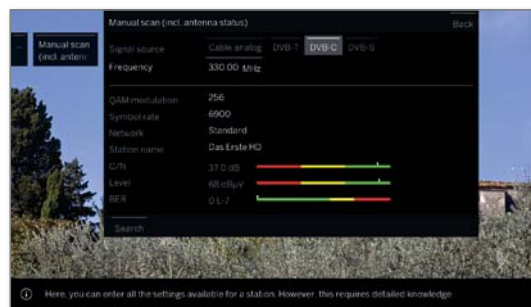 Manual scan (incl. antenna status)
Back
Manual scan
(incl. antenn
Signal source
Cable analog DVB-T DVB-C DVB-S
Frequency 330.00 MHz
QAM modulation 256
Symbol rate 6900
Network Standard
Station name Das Erste HD
C/N 37.0 dB
Level 68 dBµV
BER 0 E-7
Search
Here, you can enter all the settings available for a station. However, this requires detailed knowledge.